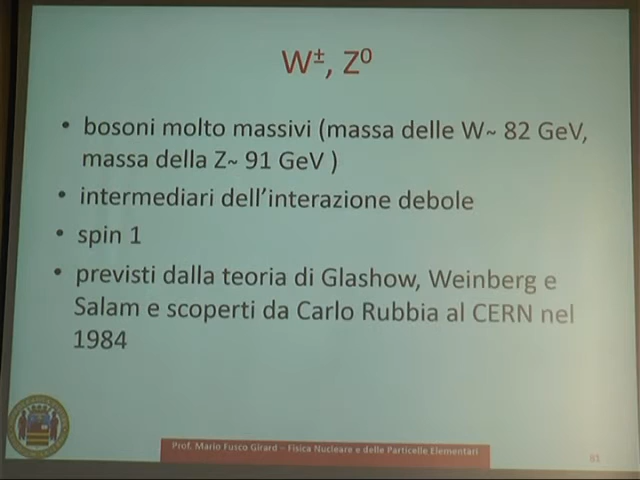 W±, Z⁰
• bosoni molto massivi (massa delle W~ 82 GeV,
massa della Z~ 91 GeV )
• intermediari dell'interazione debole
• spin 1
• previsti dalla teoria di Glashow, Weinberg e
Salam e scoperti da Carlo Rubbia al CERN nel
1984
Prof. Mario Fusco Girard – Fisica Nucleare e delle Particelle Elementari